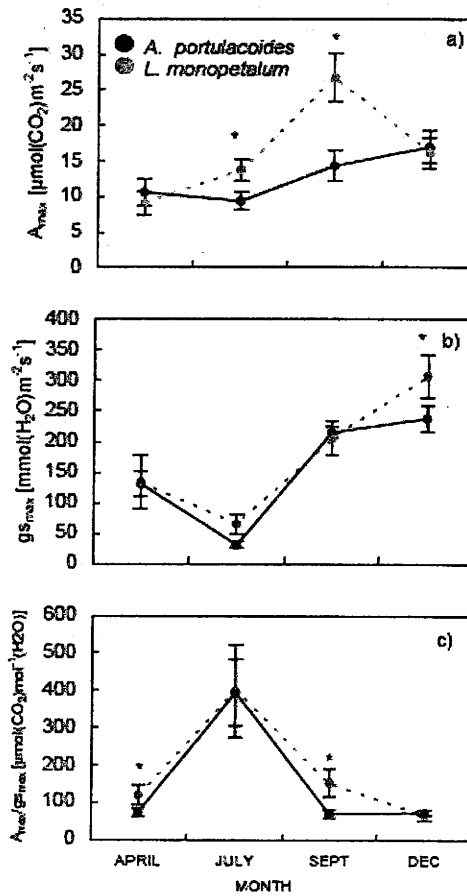 35
30
25
20
15
10
5
0
A. portulacoides
L. monopetalum
a)
*
*
Amax [µmol(CO2)m-2s-1]
400
350
300
250
200
150
100
50
0
b)
*
gsmax [mmol(H2O)m-2s-1]
600
500
400
300
200
100
0
c)
*
*
Amax/gsmax [µmol(CO2)mol-1(H2O)]
APRIL JULY SEPT DEC
MONTH